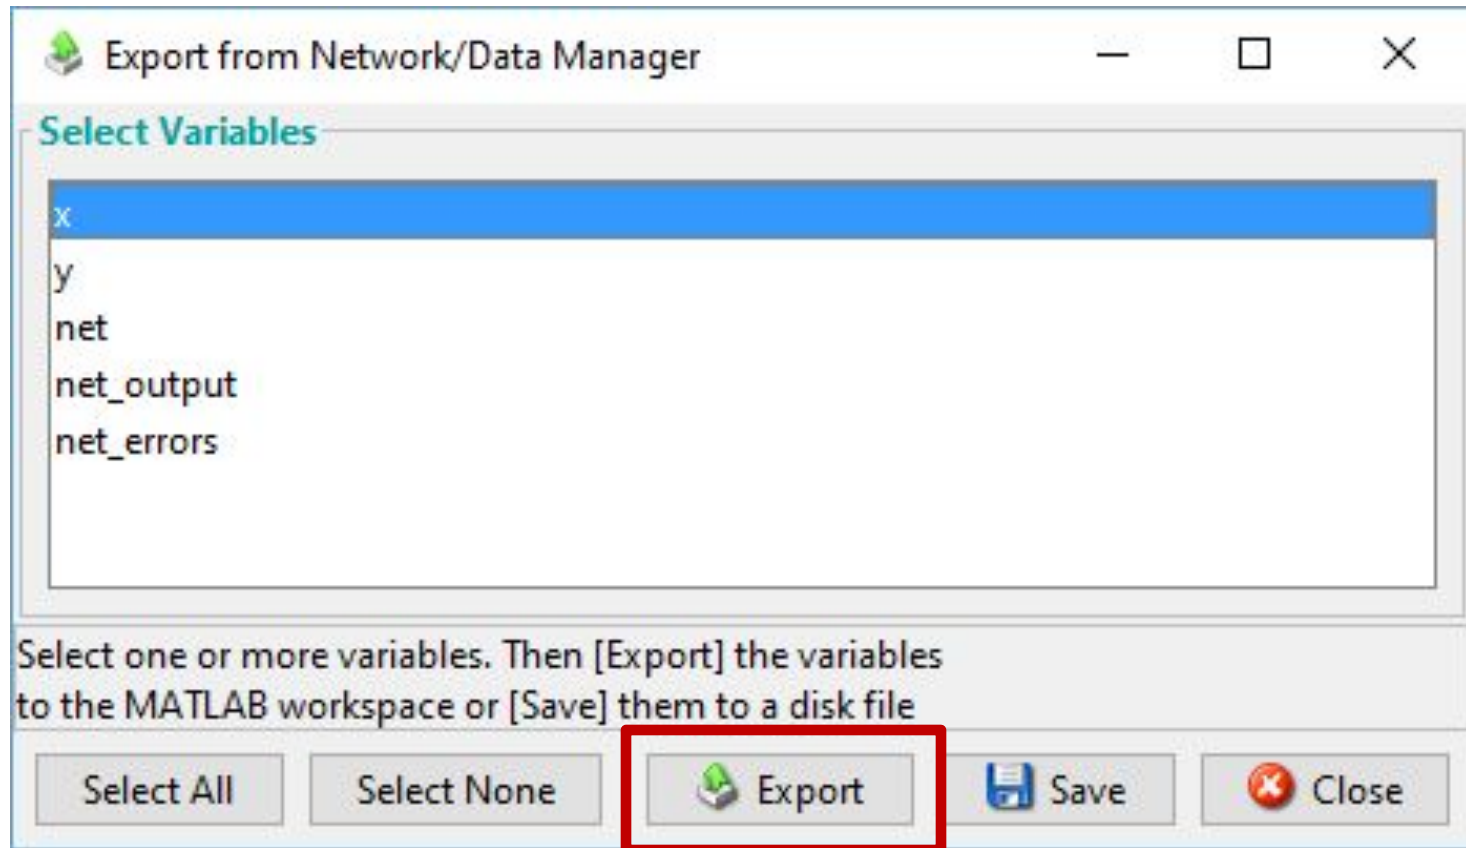 Export from Network/Data Manager
Select Variables
x
y
net
net_output
net_errors
Select one or more variables. Then [Export] the variables
to the MATLAB workspace or [Save] them to a disk file
Select All Select None Export Save Close